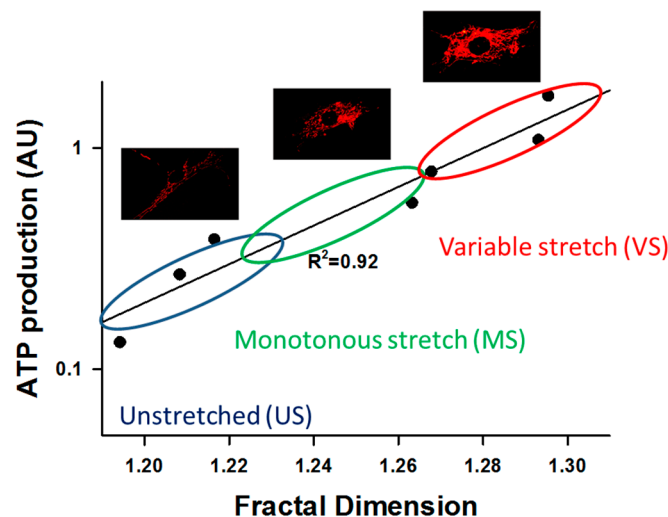 ATP production (AU)
1
0.1
Variable stretch (VS)
R²=0.92
Monotonous stretch (MS)
Unstretched (US)
1.20 1.22 1.24 1.26 1.28 1.30
Fractal Dimension